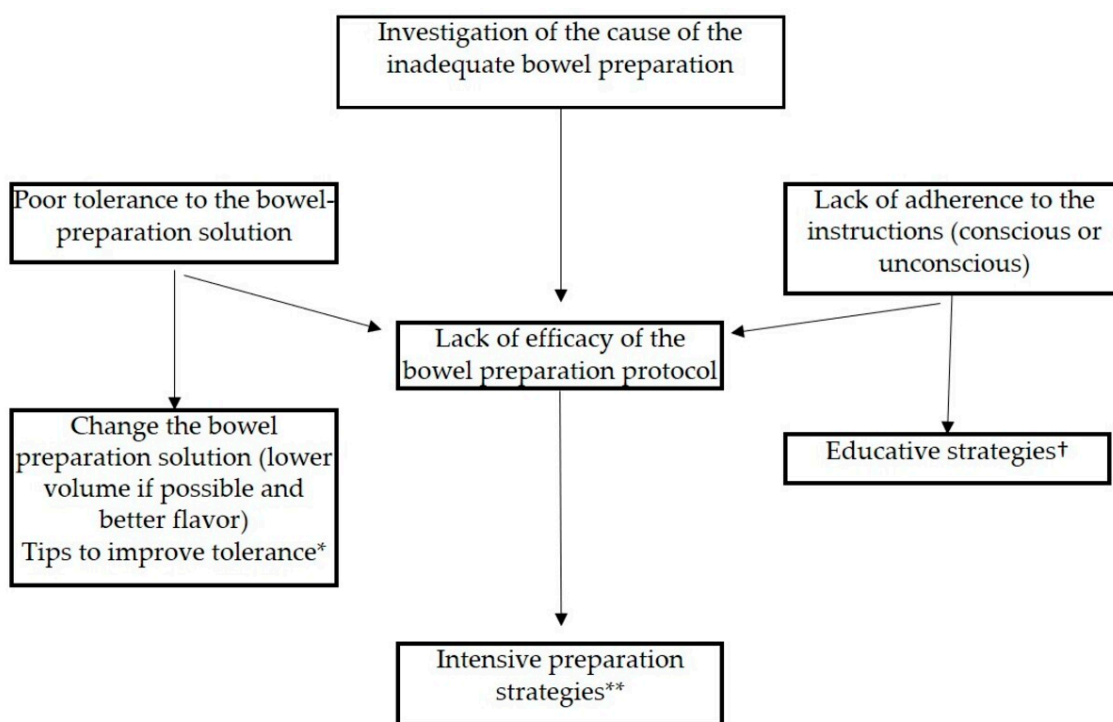 Investigation of the cause of the
inadequate bowel preparation
Poor tolerance to the bowel-
preparation solution
Lack of adherence to the
instructions (conscious or
unconscious)
Lack of efficacy of the
bowel preparation protocol
Change the bowel
preparation solution (lower
volume if possible and
better flavor)
Tips to improve tolerance*
Educative strategies†
Intensive preparation
strategies**